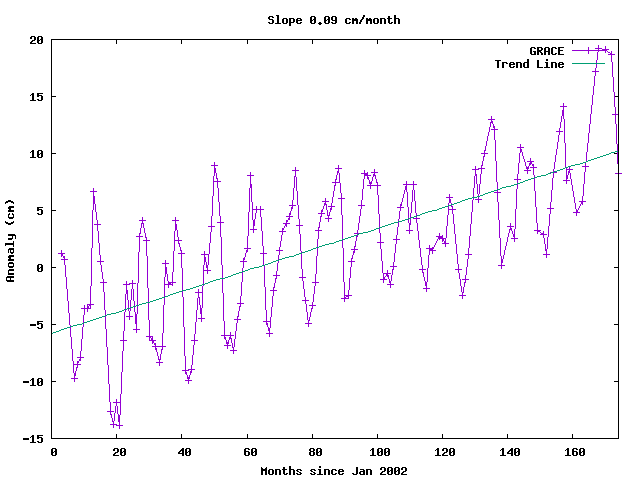 Slope 0.09 cm/month
GRACE
Trend Line
20
15
10
5
0
-5
-10
-15
Anomaly (cm)
0 20 40 60 80 100 120 140 160
Months since Jan 2002